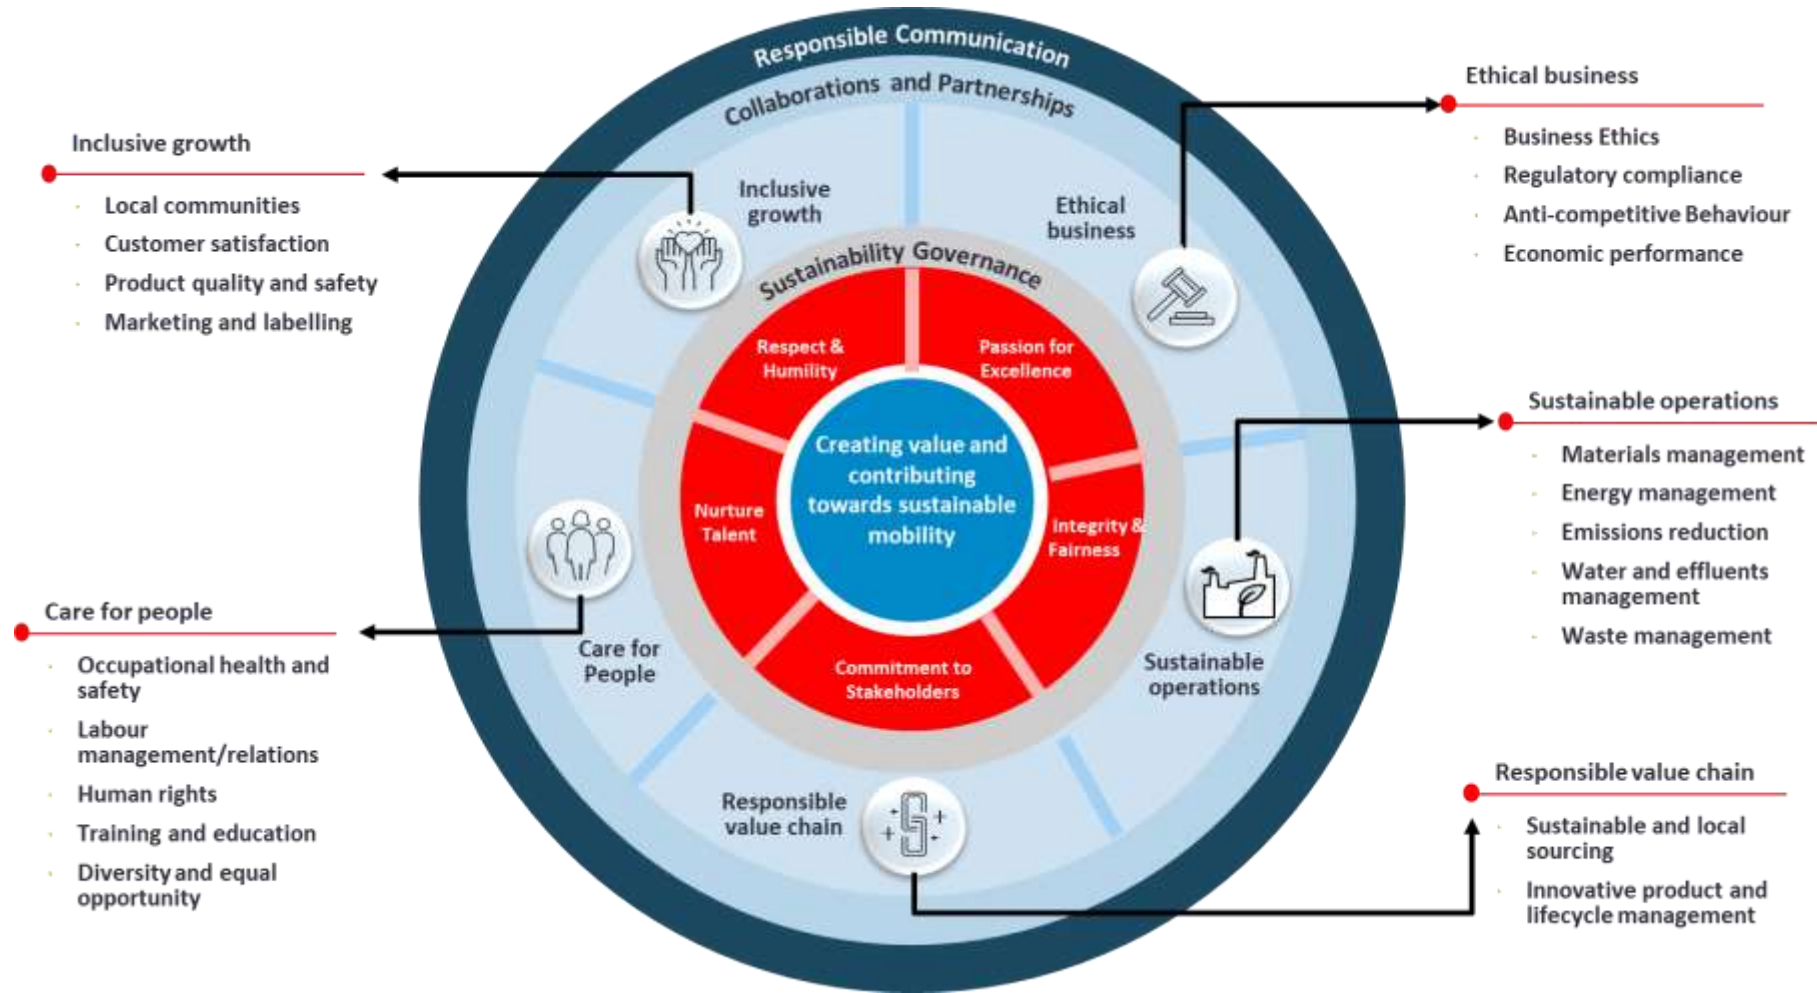 Responsible Communication
Collaborations and Partnerships
Inclusive
growth
Ethical
business
Sustainability Governance
Respect &
Humility
Passion for
Excellence
Creating value and
contributing
towards sustainable
mobility
Nurture
Talent
Integrity &
Fairness
Commitment to
Stakeholders
Care for
People
Sustainable
operations
Responsible
value chain
Inclusive growth
· Local communities
· Customer satisfaction
· Product quality and safety
· Marketing and labelling
Care for people
· Occupational health and
safety
· Labour
management/relations
· Human rights
· Training and education
· Diversity and equal
opportunity
Ethical business
· Business Ethics
· Regulatory compliance
· Anti-competitive Behaviour
· Economic performance
Sustainable operations
· Materials management
· Energy management
· Emissions reduction
· Water and effluents
management
· Waste management
Responsible value chain
· Sustainable and local
sourcing
· Innovative product and
lifecycle management